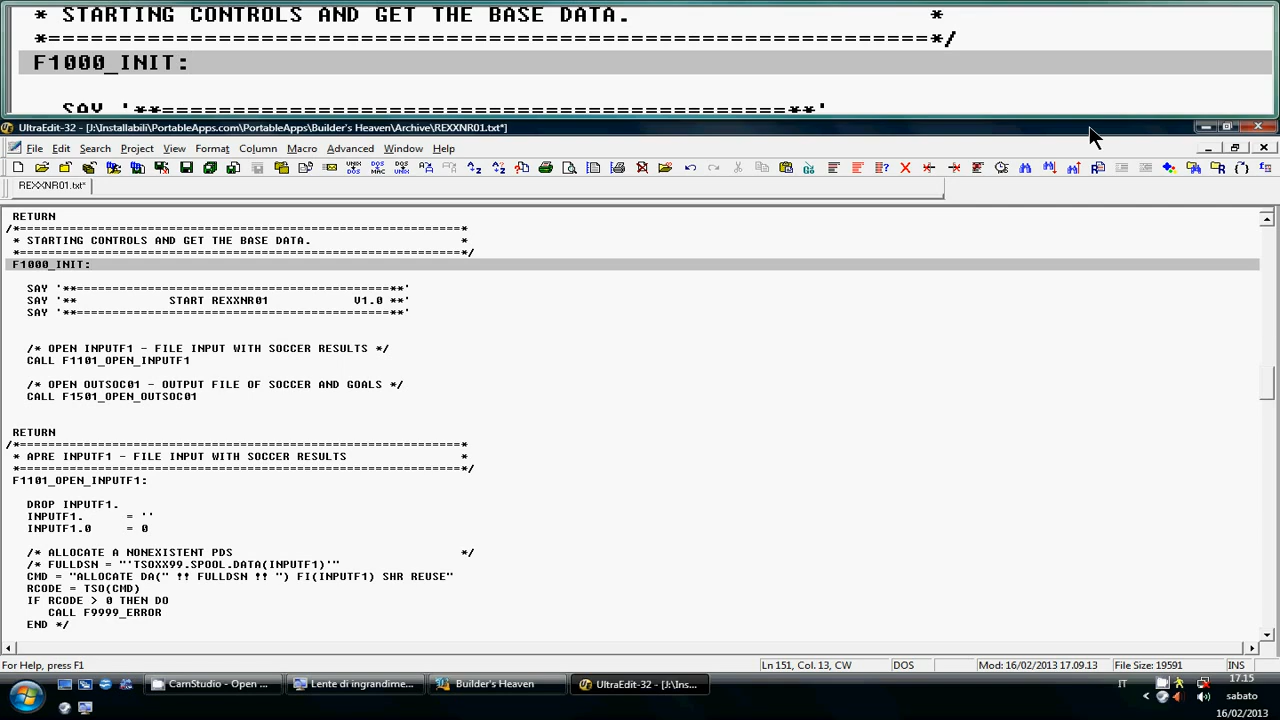 * STARTING CONTROLS AND GET THE BASE DATA. *
*==============================================================*/
F1000_INIT:
SAY '**============================================**'
UltraEdit-32 - [J:\Installabili\PortableApps.com\PortableApps\Builder's Heaven\Archive\REXXNR01.txt*]
File Edit Search Project View Format Column Macro Advanced Window Help
REXXNR01.txt*
RETURN
/*==============================================================*
* STARTING CONTROLS AND GET THE BASE DATA. *
*==============================================================*/
F1000_INIT:
SAY '**============================================**'
SAY '** START REXXNR01 V1.0 **'
SAY '**============================================**'
/* OPEN INPUTF1 - FILE INPUT WITH SOCCER RESULTS */
CALL F1101_OPEN_INPUTF1
/* OPEN OUTSOC01 - OUTPUT FILE OF SOCCER AND GOALS */
CALL F1501_OPEN_OUTSOC01
RETURN
/*==============================================================*
* APRE INPUTF1 - FILE INPUT WITH SOCCER RESULTS *
*==============================================================*/
F1101_OPEN_INPUTF1:
DROP INPUTF1.
INPUTF1. = ''
INPUTF1.0 = 0
/* ALLOCATE A NONEXISTENT PDS */
/* FULLDSN = "'TSOXX99.SPOOL.DATA(INPUTF1)'"
CMD = "ALLOCATE DA(" !! FULLDSN !! ") FI(INPUTF1) SHR REUSE"
RCODE = TSO(CMD)
IF RCODE > 0 THEN DO
CALL F9999_ERROR
END */
For Help, press F1 Ln 151, Col. 13, CW DOS Mod: 16/02/2013 17.09.13 File Size: 19591 INS
CamStudio - Open ... Lente di ingrandime... Builder's Heaven UltraEdit-32 - [J:\Ins... IT 17.15
sabato
16/02/2013